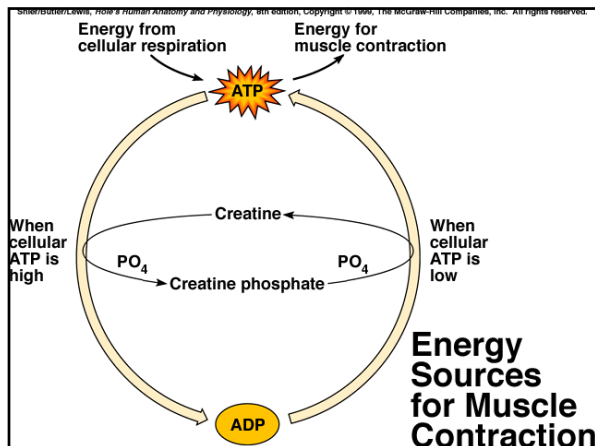 Shier/Butler/Lewis, Hole's Human Anatomy and Physiology, 8th edition, Copyright © 1999, The McGraw-Hill Companies, Inc. All rights reserved.
Energy from
cellular respiration
Energy for
muscle contraction
ATP
Creatine
When
cellular
ATP is
high
When
cellular
ATP is
low
PO4
PO4
Creatine phosphate
ADP
Energy
Sources
for Muscle
Contraction